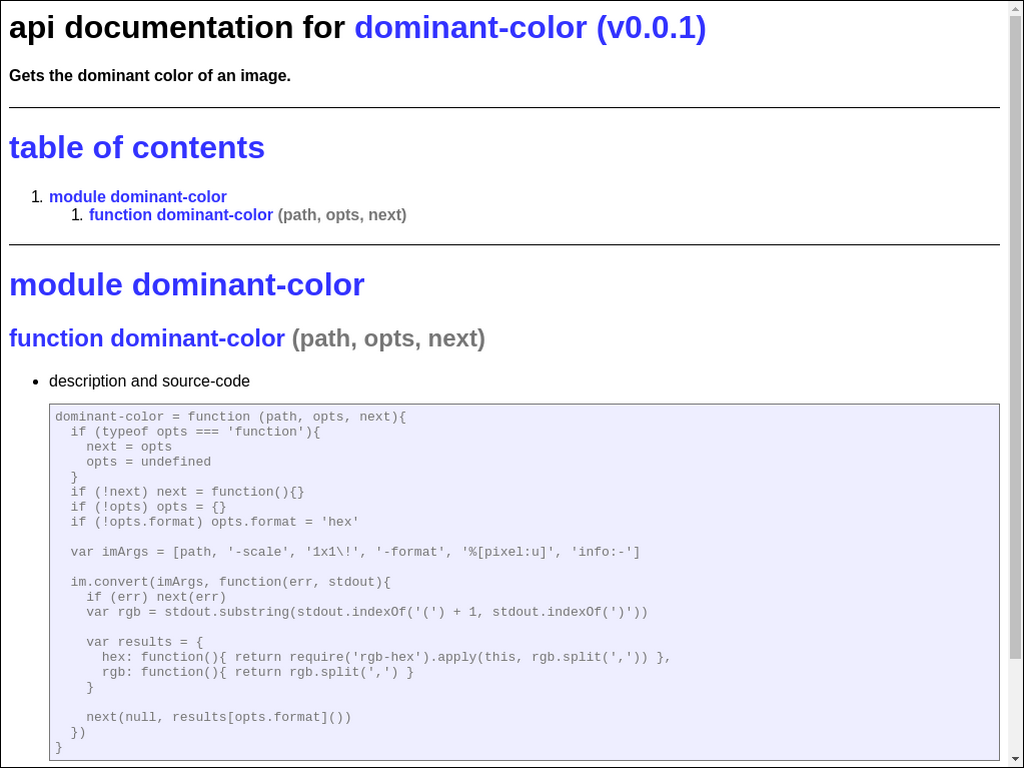 api documentation for dominant-color (v0.0.1)
Gets the dominant color of an image.
table of contents
1. module dominant-color
1. function dominant-color (path, opts, next)
module dominant-color
function dominant-color (path, opts, next)
• description and source-code
dominant-color = function (path, opts, next){
  if (typeof opts === 'function'){
    next = opts
    opts = undefined
  }
  if (!next) next = function(){}
  if (!opts) opts = {}
  if (!opts.format) opts.format = 'hex'
  var imArgs = [path, '-scale', '1x1\!', '-format', '%[pixel:u]', 'info:-']
  im.convert(imArgs, function(err, stdout){
    if (err) next(err)
    var rgb = stdout.substring(stdout.indexOf('(') + 1, stdout.indexOf(')'))
    var results = {
      hex: function(){ return require('rgb-hex').apply(this, rgb.split(',')) },
      rgb: function(){ return rgb.split(',') }
    }
    next(null, results[opts.format]())
  })
}